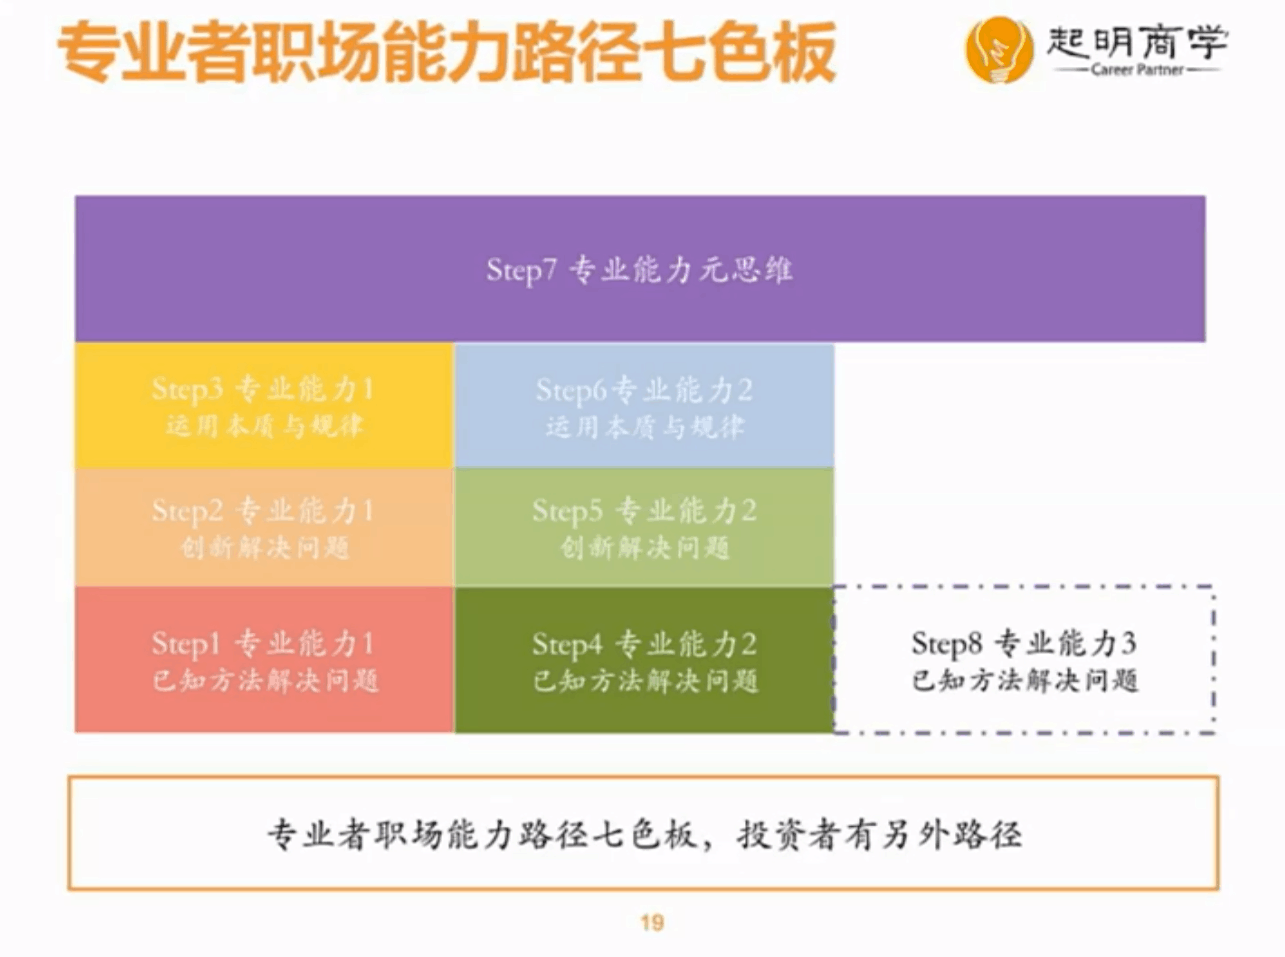 专业者职场能力路径七色板
起明商学
Career Partner
Step7 专业能力元思维
Step3 专业能力1
运用本质与规律
Step6专业能力2
运用本质与规律
Step2 专业能力1
创新解决问题
Step5 专业能力2
创新解决问题
Step1 专业能力1
已知方法解决问题
Step4 专业能力2
已知方法解决问题
Step8 专业能力3
已知方法解决问题
专业者职场能力路径七色板，投资者有另外路径
19